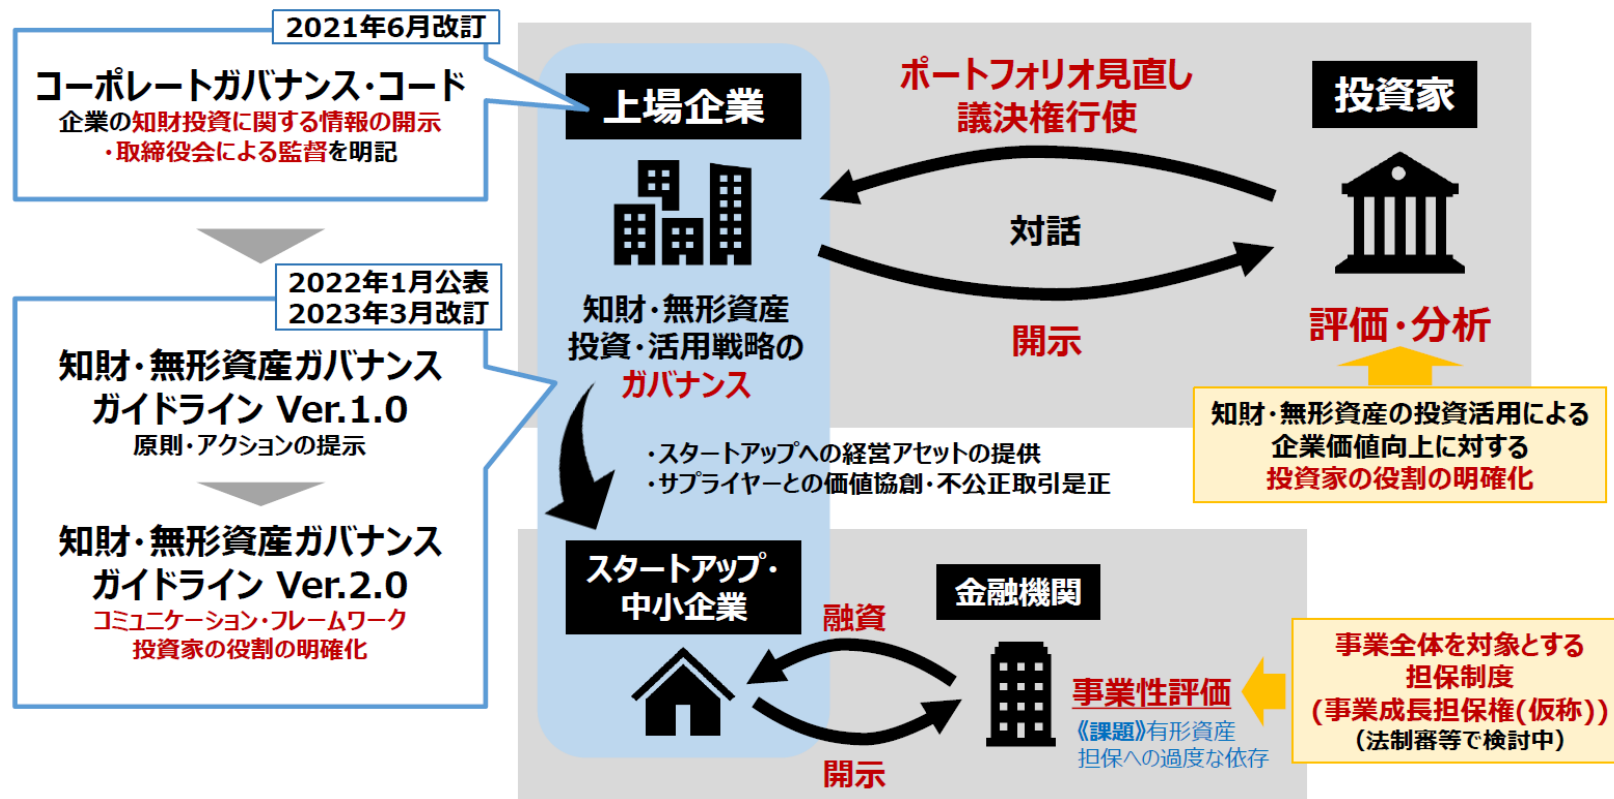 2021年6月改訂
コーポレートガバナンス・コード
企業の知財投資に関する情報の開示
・取締役会による監督を明記
2022年1月公表
2023年3月改訂
知財・無形資産ガバナンス
ガイドライン Ver.1.0
原則・アクションの提示
知財・無形資産ガバナンス
ガイドライン Ver.2.0
コミュニケーション・フレームワーク
投資家の役割の明確化
上場企業
知財・無形資産
投資・活用戦略の
ガバナンス
ポートフォリオ見直し
議決権行使
対話
開示
投資家
評価・分析
知財・無形資産の投資活用による
企業価値向上に対する
投資家の役割の明確化
・スタートアップへの経営アセットの提供
・サプライヤーとの価値協創・不公正取引是正
スタートアップ・
中小企業
融資
開示
金融機関
事業性評価
《課題》有形資産
担保への過度な依存
事業全体を対象とする
担保制度
(事業成長担保権(仮称))
(法制審等で検討中)